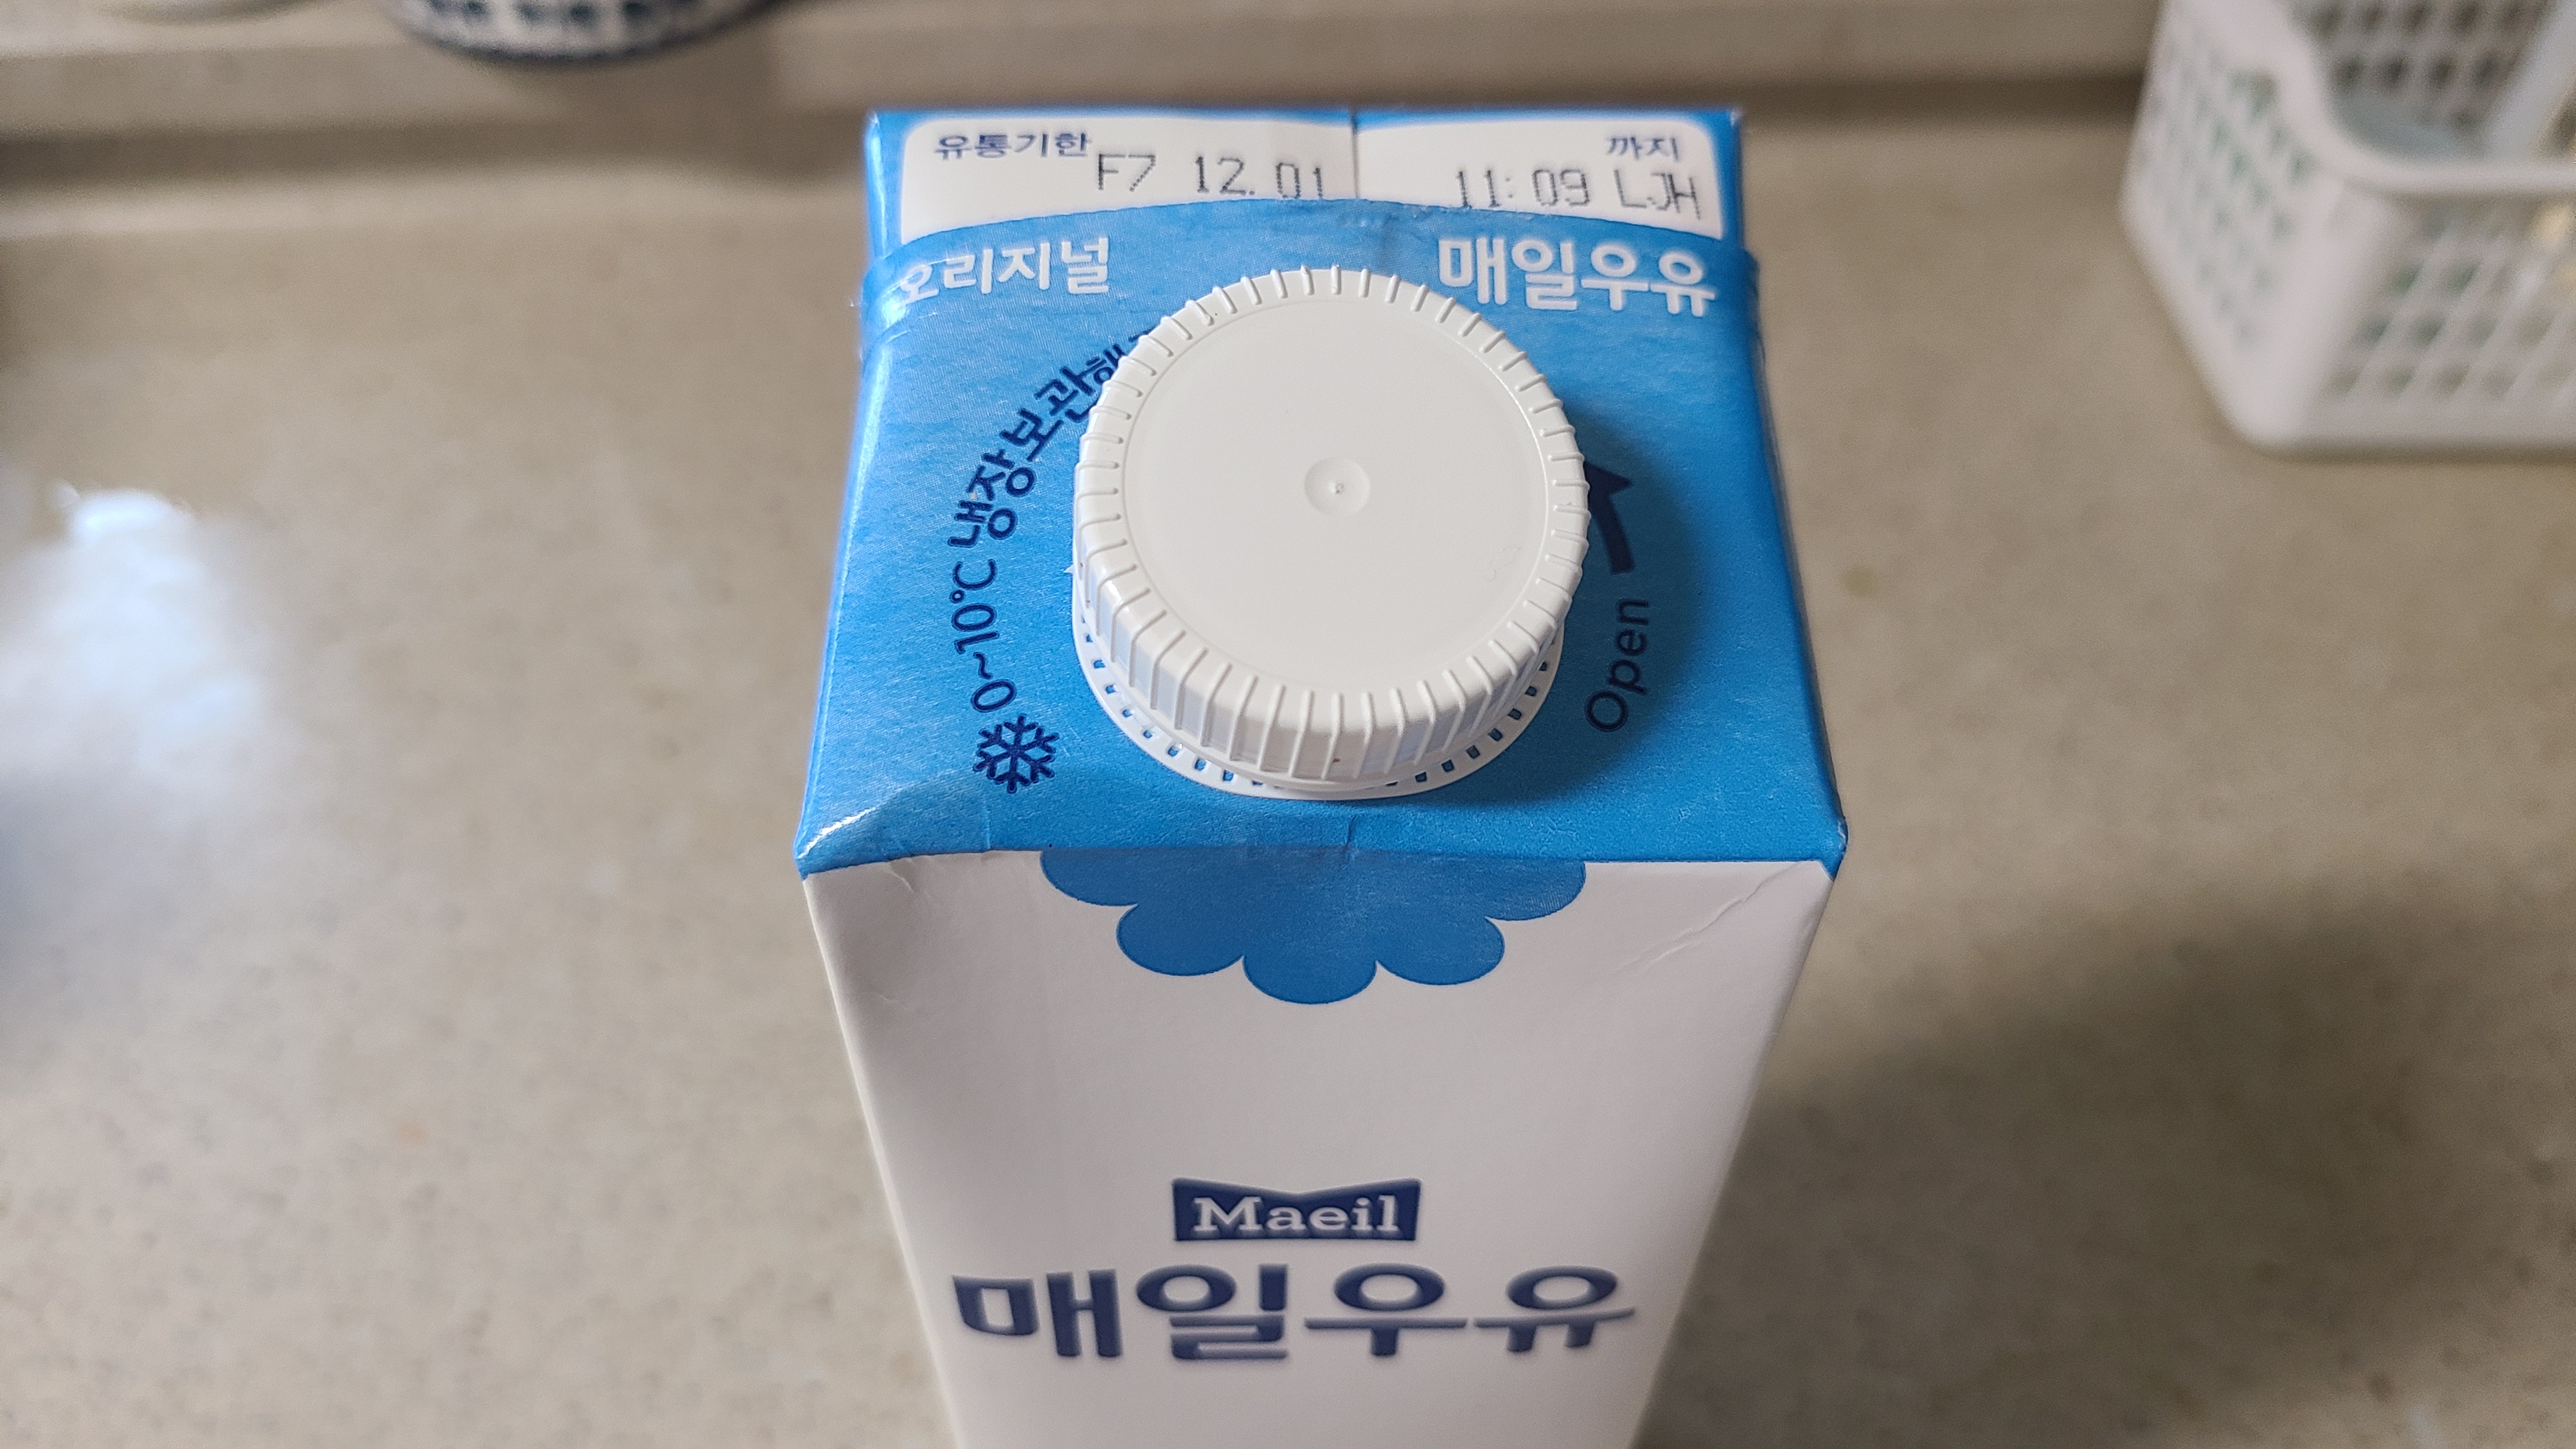 유통기한 까지
F7 12.01 11:09 LJH
오리지널 매일우유
0~10℃ 냉장보관
Open
Maeil
매일우유